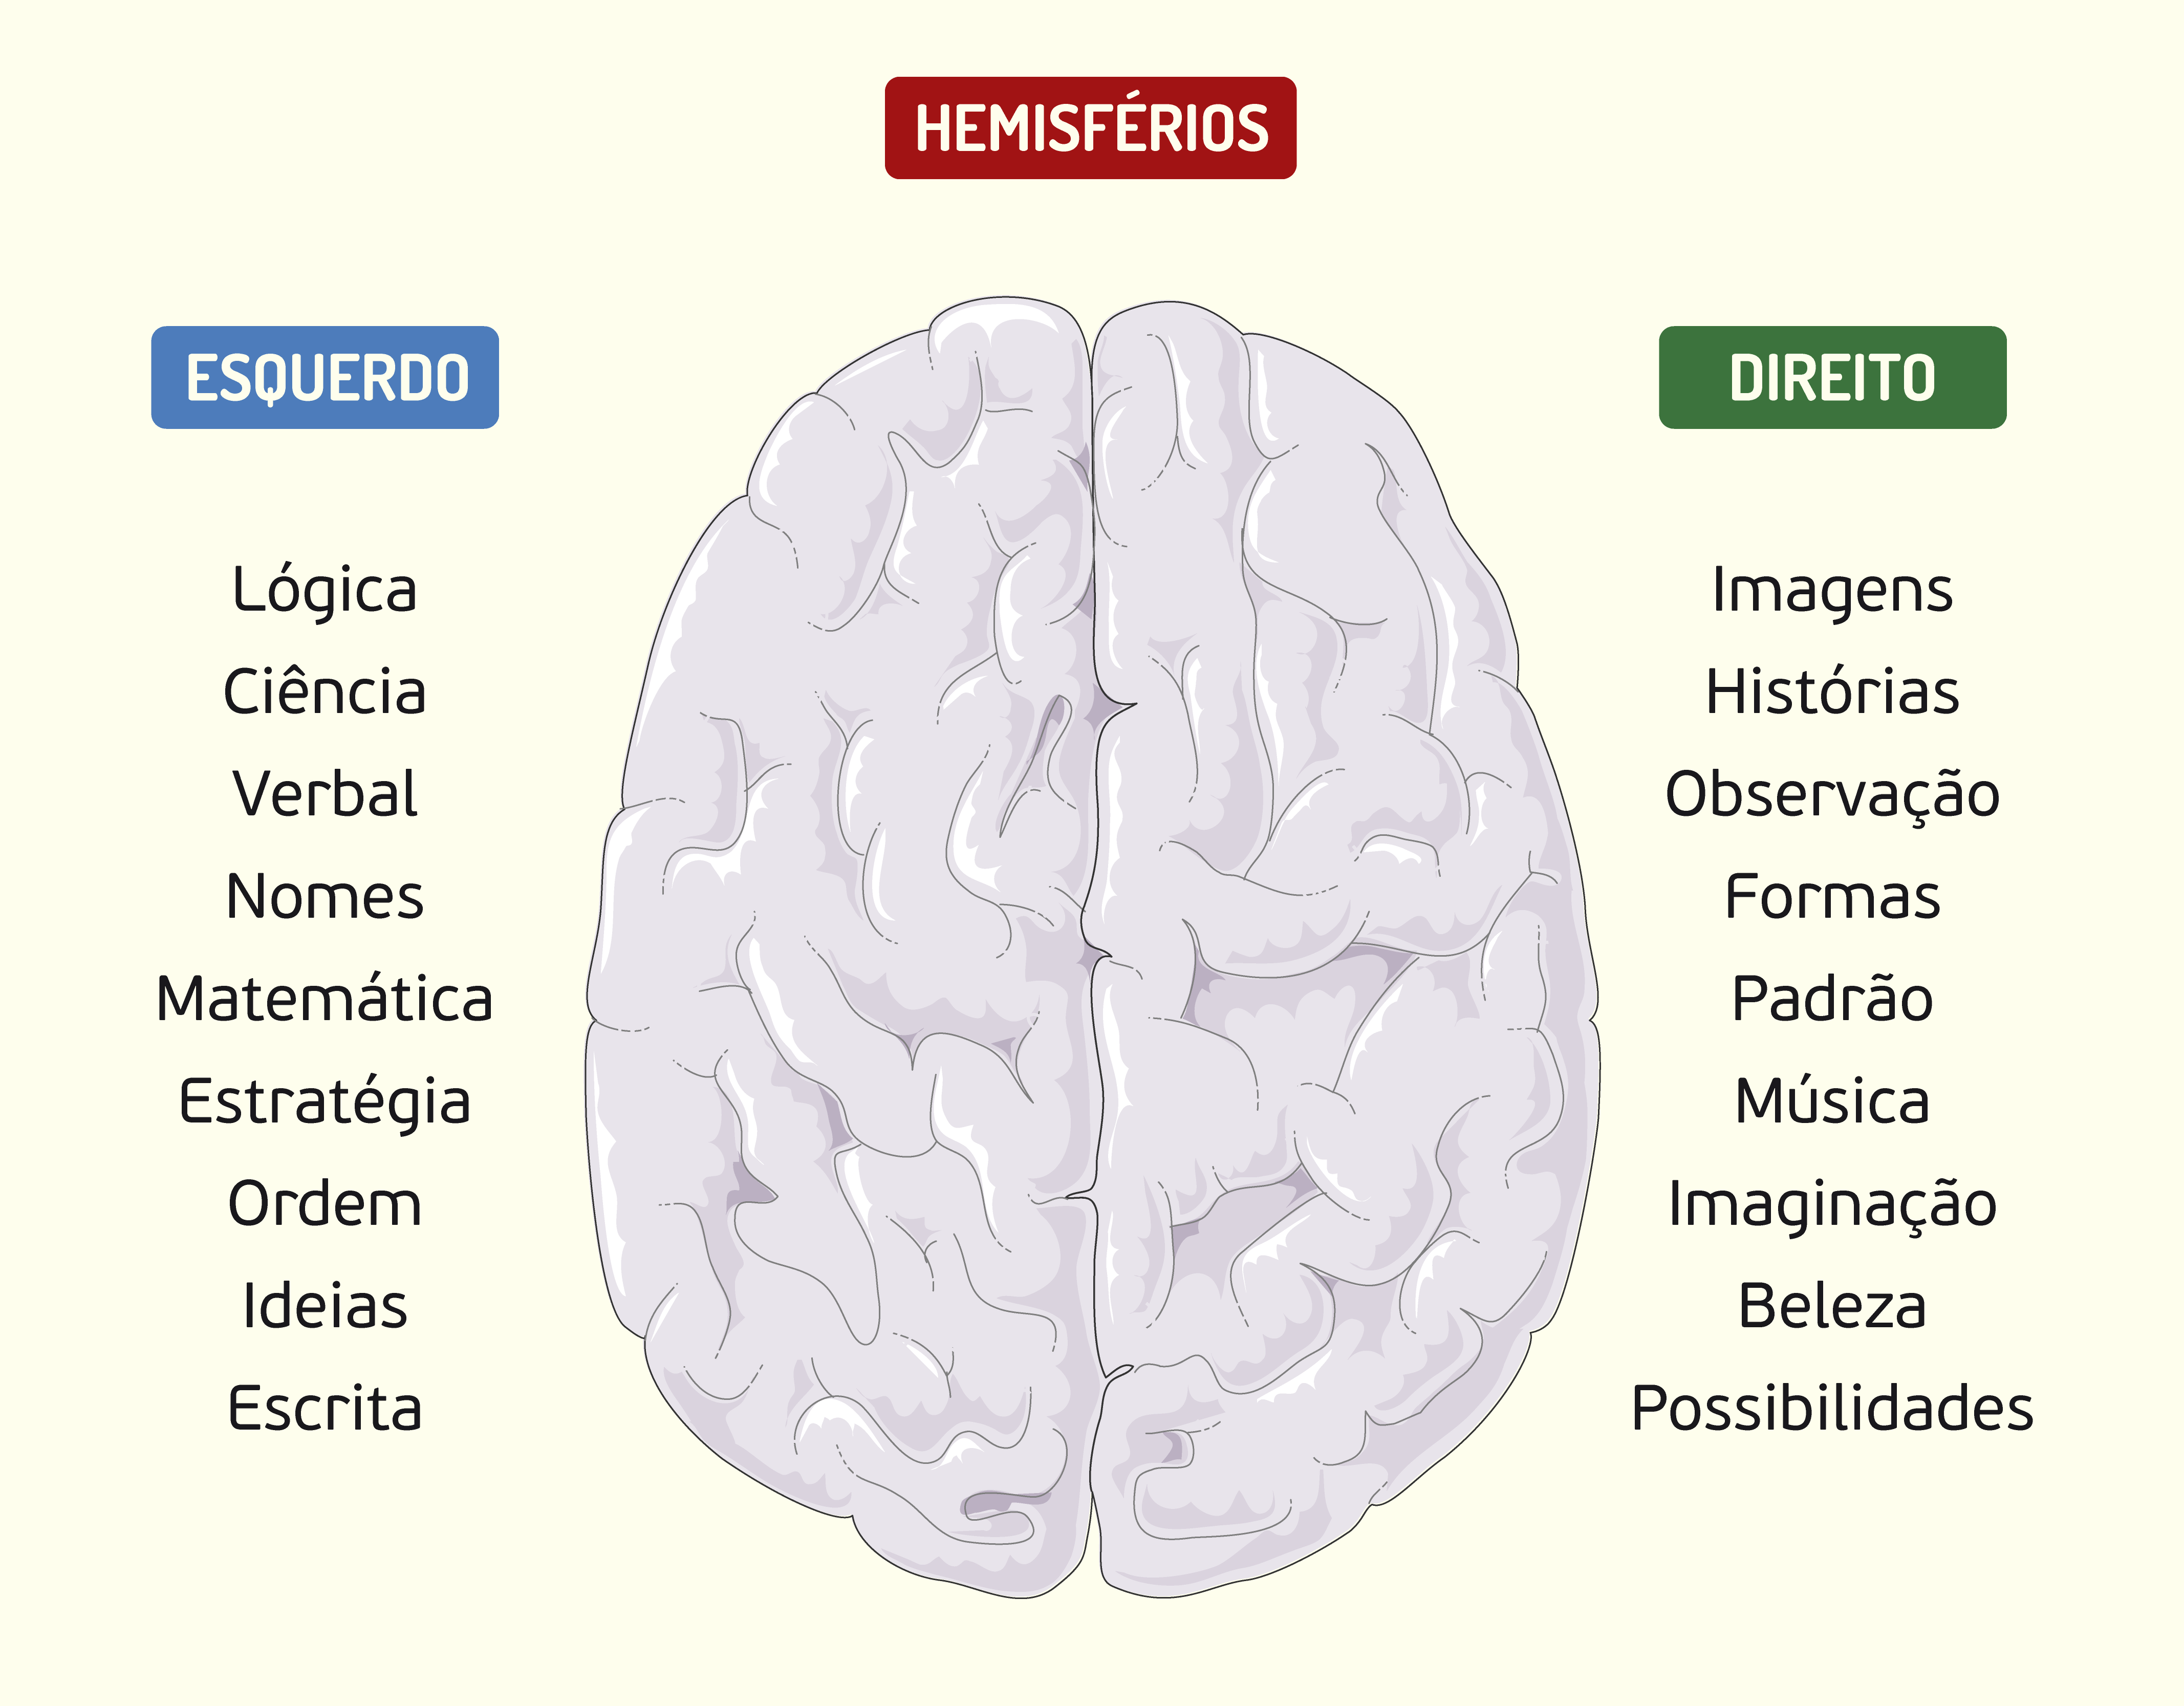 HEMISFÉRIOS
ESQUERDO
Lógica
Ciência
Verbal
Nomes
Matemática
Estratégia
Ordem
Ideias
Escrita
DIREITO
Imagens
Histórias
Observação
Formas
Padrão
Música
Imaginação
Beleza
Possibilidades